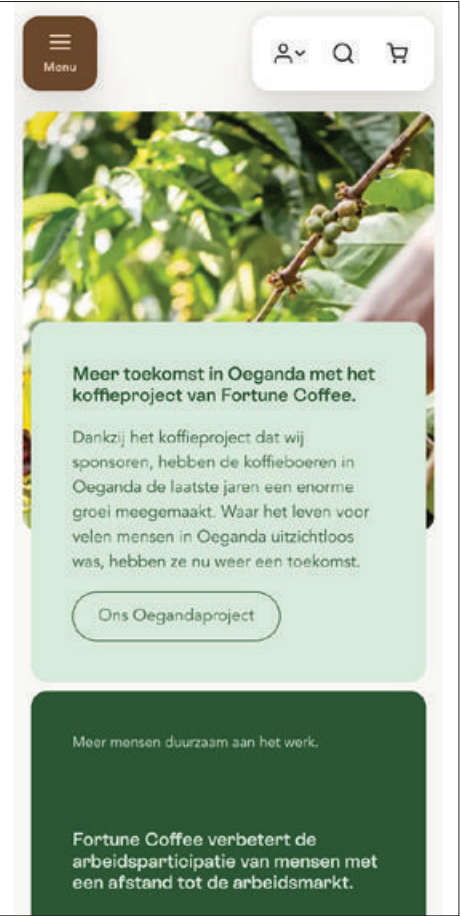 Menu
Meer toekomst in Oeganda met het
koffieproject van Fortune Coffee.
Dankzij het koffieproject dat wij
sponsoren, hebben de koffieboeren in
Oeganda de laatste jaren een enorme
groei meegemaakt. Waar het leven voor
velen mensen in Oeganda uitzichtloos
was, hebben ze nu weer een toekomst.
Ons Oegandaproject
Meer mensen duurzaam aan het werk.
Fortune Coffee verbetert de
arbeidsparticipatie van mensen met
een afstand tot de arbeidsmarkt.